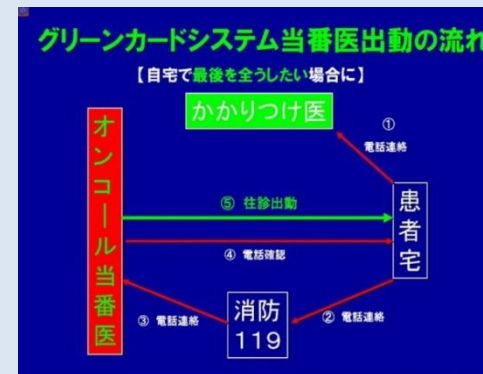 グリーンカードシステム当番医出動の流れ
【自宅で最後を全うしたい場合に】
かかりつけ医
①
電話連絡
オンコール当番医
⑤ 往診出動
患者宅
④ 電話確認
③ 電話連絡
消防
119
② 電話連絡